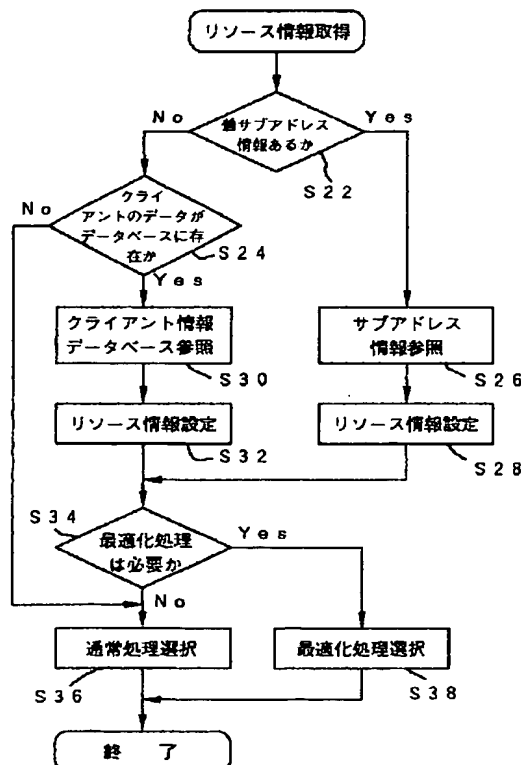 リソース情報取得
No
Yes
サブアドレス
情報あるか
S22
No
クライ
アントのデータが
データベースに存
在か
S24
Yes
クライアント情報
データベース参照
S30
サブアドレス
情報参照
S26
リソース情報設定
S32
リソース情報設定
S28
S34
最適化処理
は必要か
Yes
No
通常処理選択
S36
最適化処理選択
S38
終 了